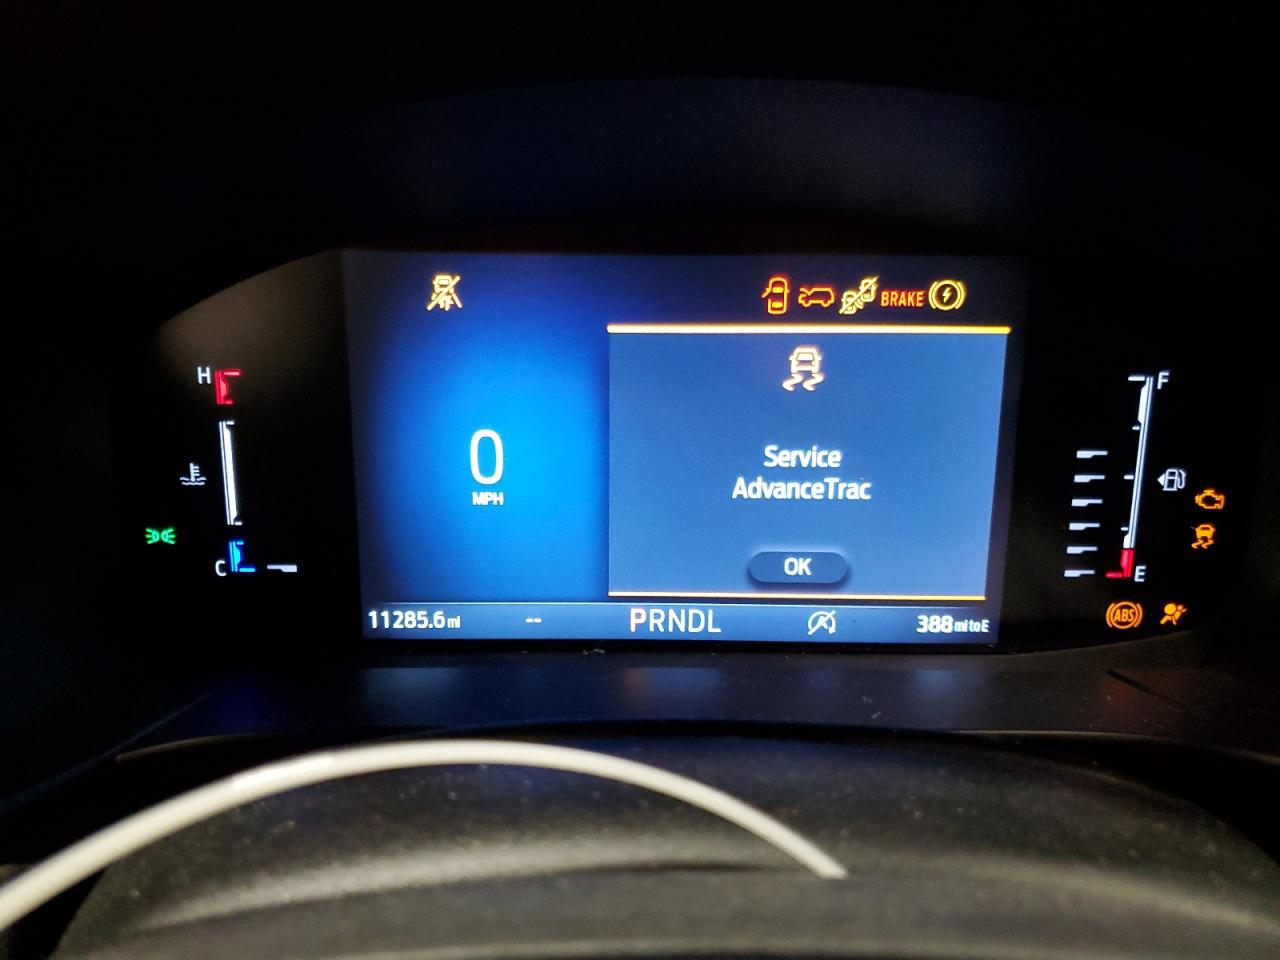 BRAKE
H
F
0
MPH
Service
AdvanceTrac
C
E
OK
ABS
11285.6 mi
--
PRNDL
388 mi to E